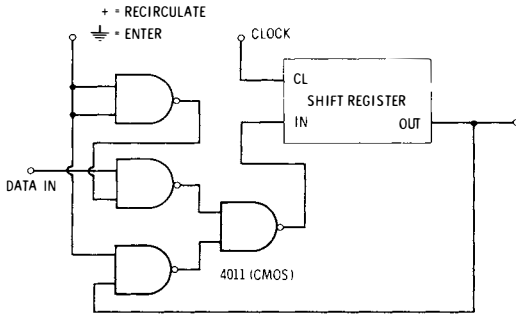 + = RECIRCULATE
⏚ = ENTER
CLOCK
CL
SHIFT REGISTER
IN
OUT
DATA IN
4011 (CMOS)